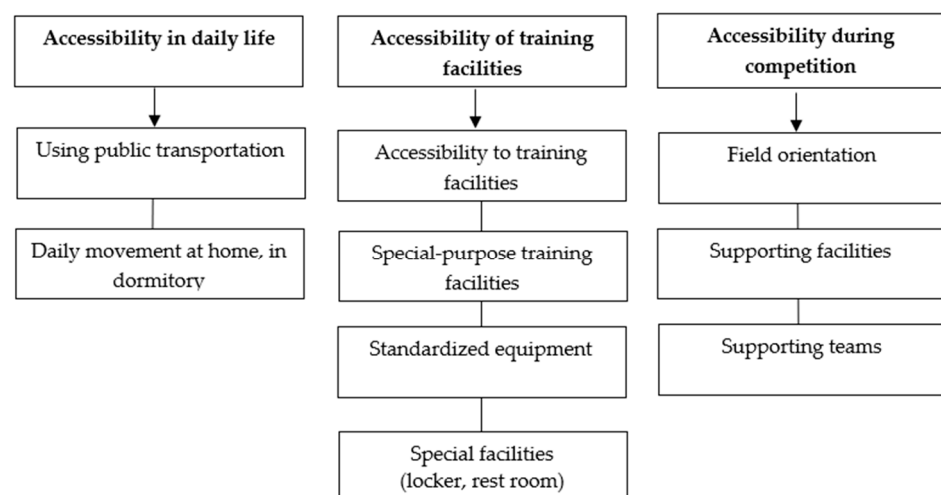 Accessibility in daily life
Using public transportation
Daily movement at home, in
dormitory
Accessibility of training
facilities
Accessibility to training
facilities
Special-purpose training
facilities
Standardized equipment
Special facilities
(locker, rest room)
Accessibility during
competition
Field orientation
Supporting facilities
Supporting teams